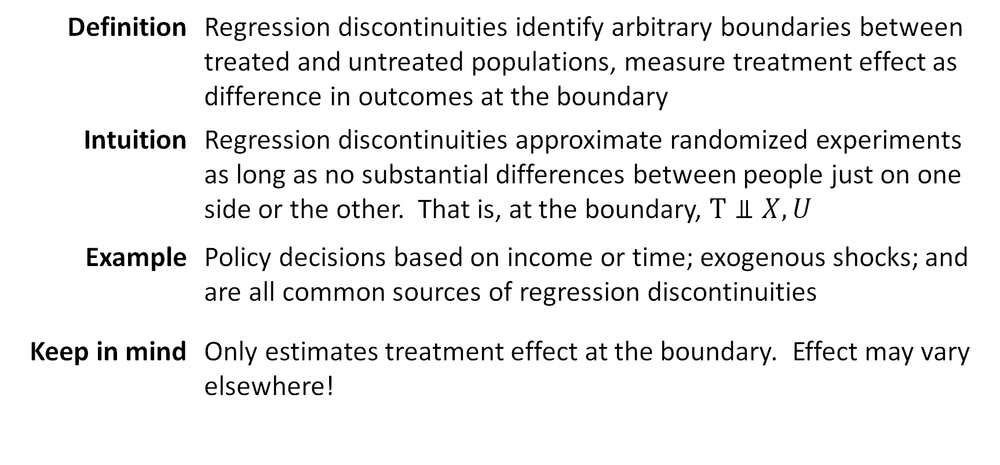 Definition Regression discontinuities identify arbitrary boundaries between
treated and untreated populations, measure treatment effect as
difference in outcomes at the boundary
Intuition Regression discontinuities approximate randomized experiments
as long as no substantial differences between people just on one
side or the other. That is, at the boundary, T ⫫ X, U
Example Policy decisions based on income or time; exogenous shocks; and
are all common sources of regression discontinuities
Keep in mind Only estimates treatment effect at the boundary. Effect may vary
elsewhere!